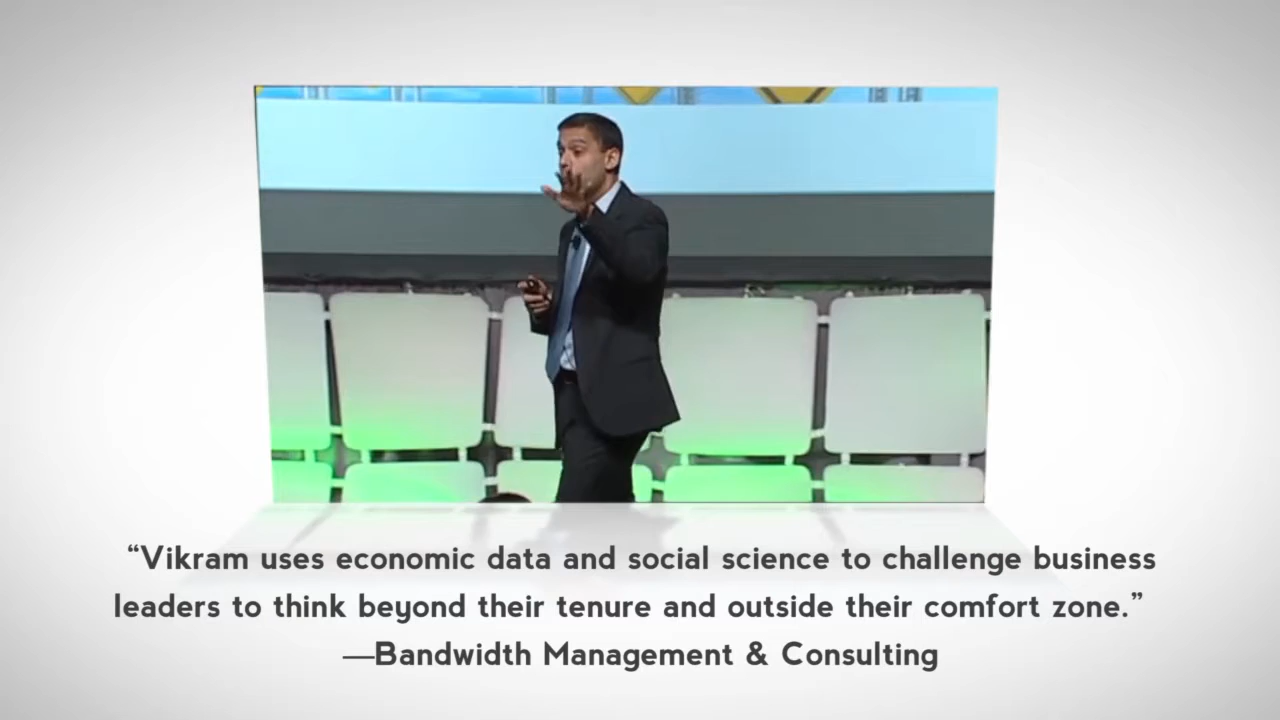 “Vikram uses economic data and social science to challenge business
leaders to think beyond their tenure and outside their comfort zone.”
—Bandwidth Management & Consulting